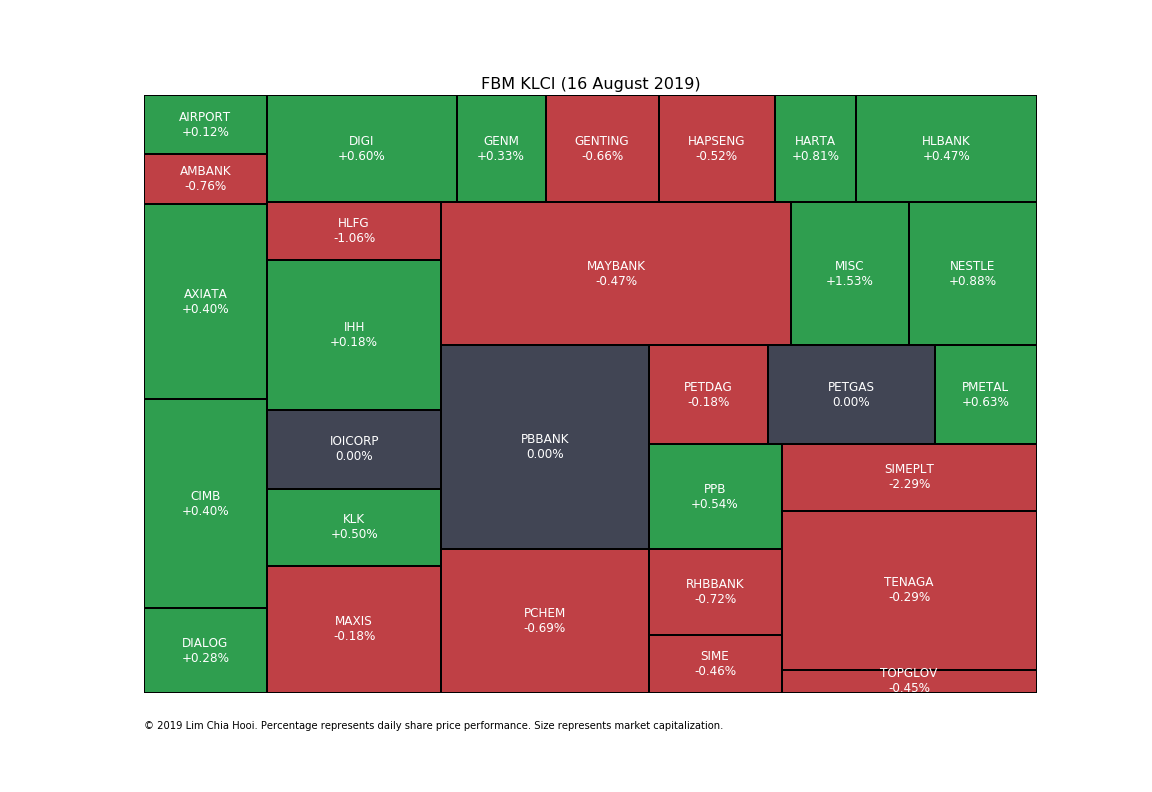 FBM KLCI (16 August 2019)
AIRPORT
+0.12%
AMBANK
-0.76%
AXIATA
+0.40%
CIMB
+0.40%
DIALOG
+0.28%
DIGI
+0.60%
GENM
+0.33%
GENTING
-0.66%
HAPSENG
-0.52%
HARTA
+0.81%
HLBANK
+0.47%
HLFG
-1.06%
IHH
+0.18%
IOICORP
0.00%
KLK
+0.50%
MAXIS
-0.18%
MAYBANK
-0.47%
MISC
+1.53%
NESTLE
+0.88%
PBBANK
0.00%
PCHEM
-0.69%
PETDAG
-0.18%
PETGAS
0.00%
PMETAL
+0.63%
PPB
+0.54%
RHBBANK
-0.72%
SIME
-0.46%
SIMEPLT
-2.29%
TENAGA
-0.29%
TOPGLOV
-0.45%
© 2019 Lim Chia Hooi. Percentage represents daily share price performance. Size represents market capitalization.